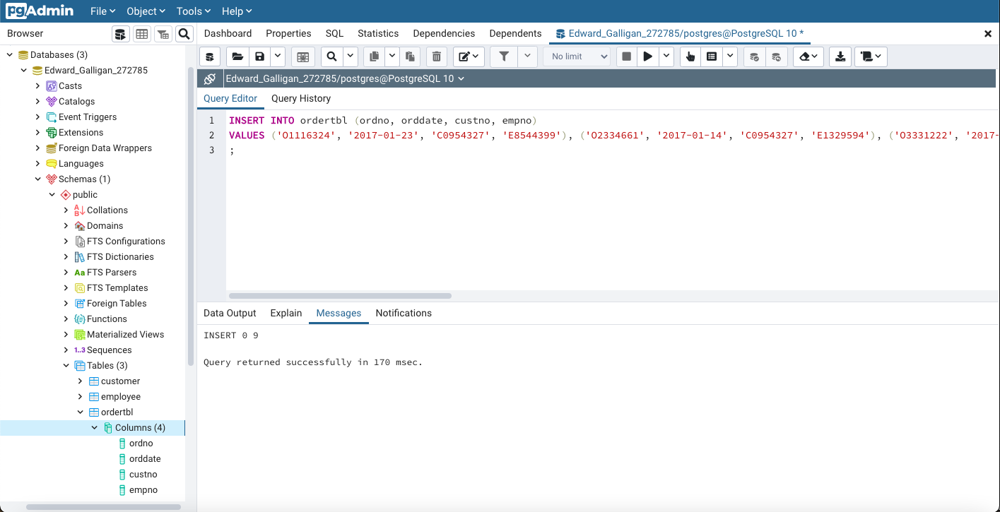 pgAdmin File Object Tools Help
Browser
Dashboard Properties SQL Statistics Dependencies Dependents Edward_Galligan_272785/postgres@PostgreSQL 10 *
No limit
Edward_Galligan_272785/postgres@PostgreSQL 10
Query Editor Query History
1 INSERT INTO ordertbl (ordno, orddate, custno, empno)
2 VALUES ('O1116324', '2017-01-23', 'C0954327', 'E8544399'), ('O2334661', '2017-01-14', 'C0954327', 'E1329594'), ('O3331222', '2017-
3 ;
Data Output Explain Messages Notifications
INSERT 0 9
Query returned successfully in 170 msec.
Databases (3)
Edward_Galligan_272785
Casts
Catalogs
Event Triggers
Extensions
Foreign Data Wrappers
Languages
Schemas (1)
public
Collations
Domains
FTS Configurations
FTS Dictionaries
Aa FTS Parsers
FTS Templates
Foreign Tables
Functions
Materialized Views
1..3 Sequences
Tables (3)
customer
employee
ordertbl
Columns (4)
ordno
orddate
custno
empno